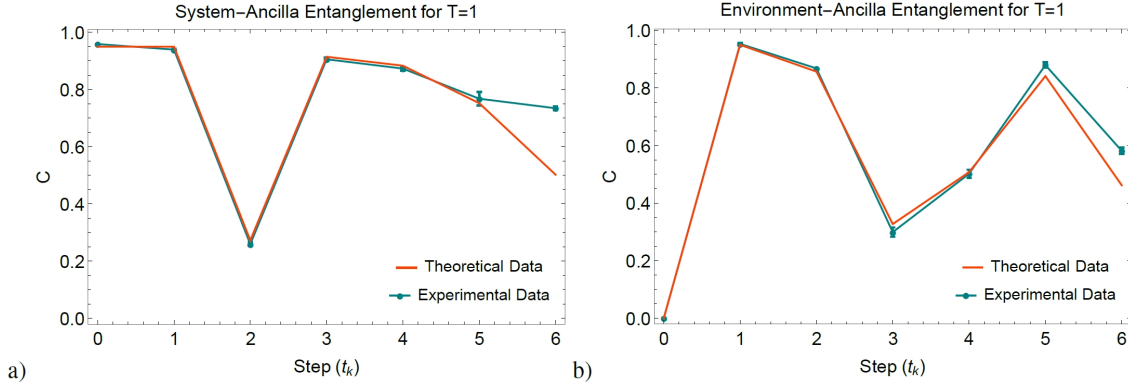 System–Ancilla Entanglement for T=1
1.0
0.8
0.6
C
0.4
0.2
0.0
Theoretical Data
Experimental Data
0 1 2 3 4 5 6
Step (t_k)
a)
Environment–Ancilla Entanglement for T=1
1.0
0.8
0.6
C
0.4
0.2
0.0
Theoretical Data
Experimental Data
0 1 2 3 4 5 6
Step (t_k)
b)